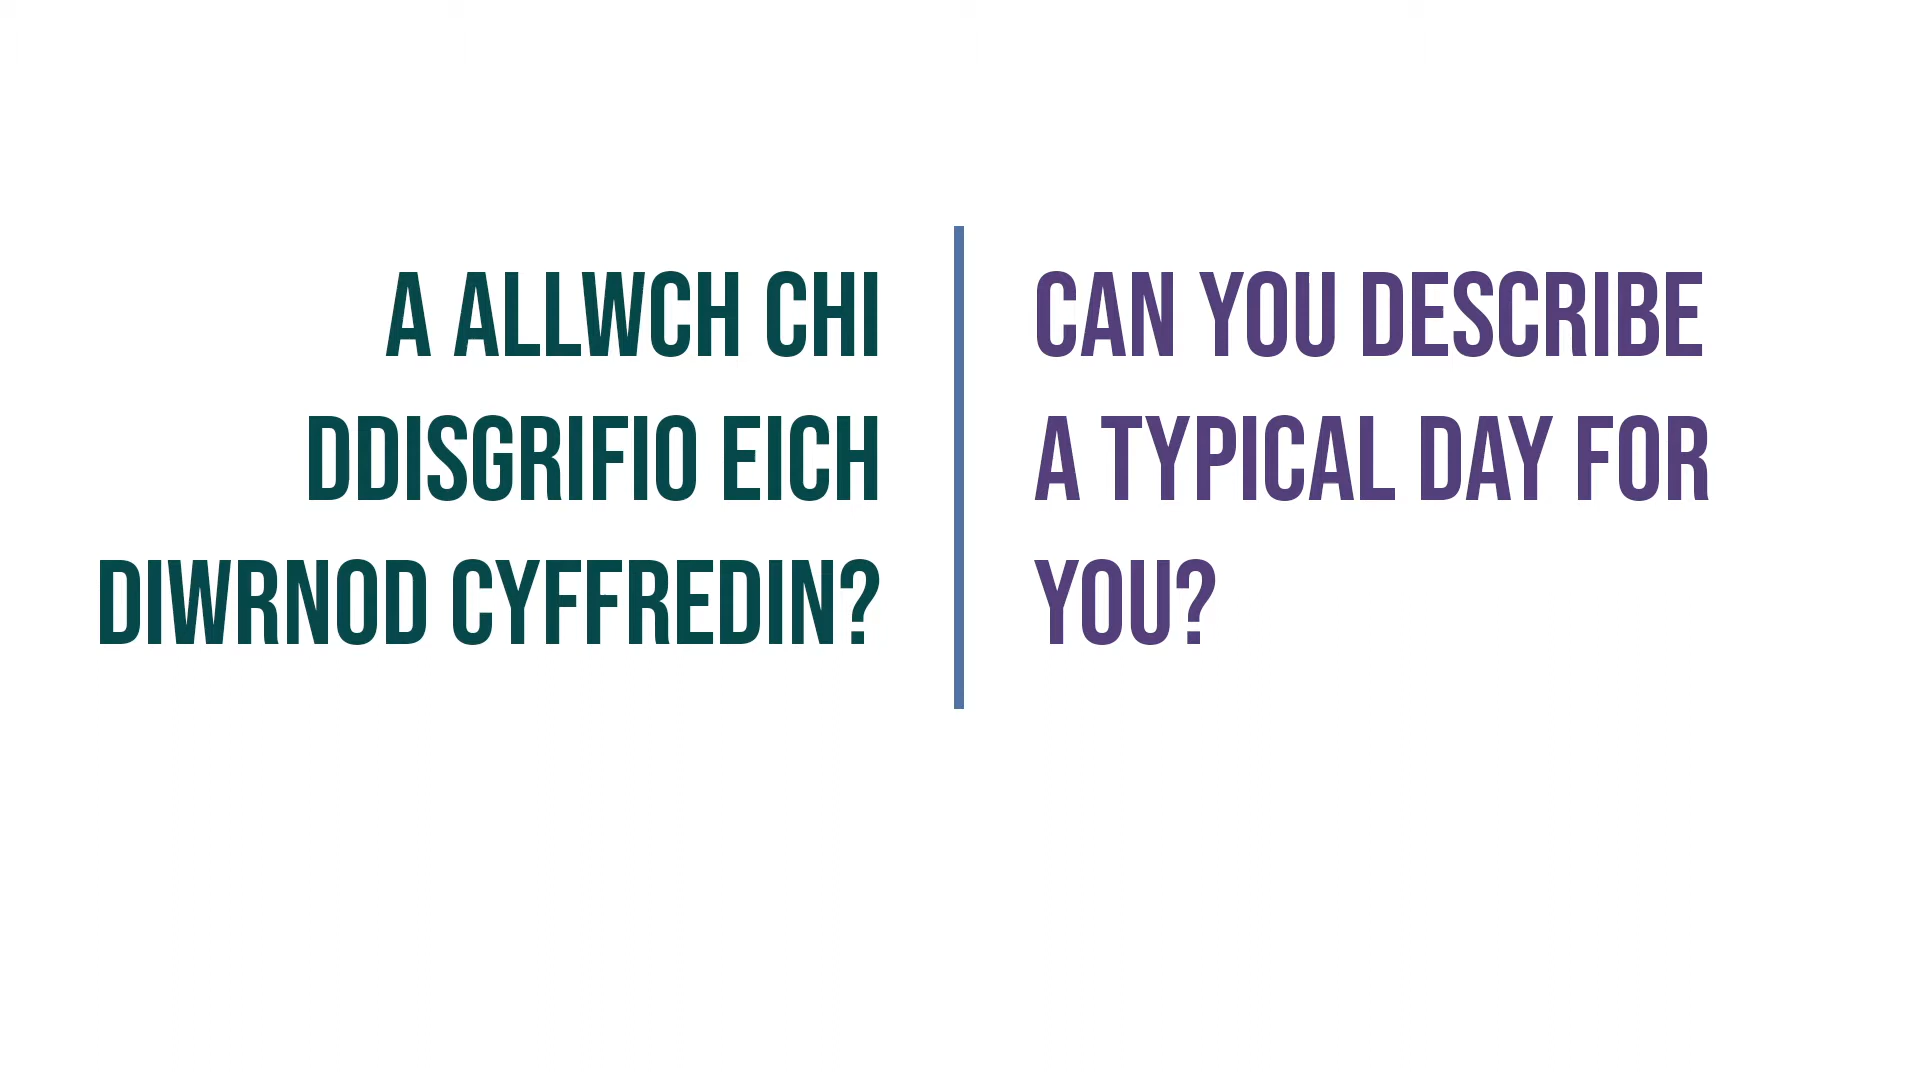 A ALLWCH CHI
DDISGRIFIO EICH
DIWRNOD CYFFREDIN?
CAN YOU DESCRIBE
A TYPICAL DAY FOR
YOU?